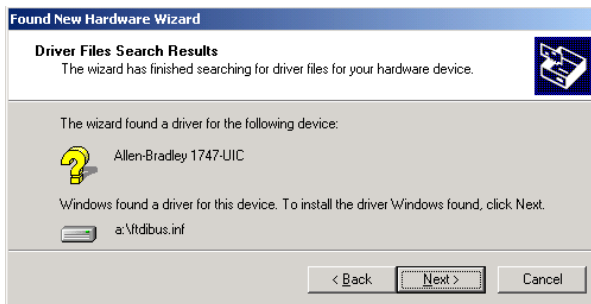 Found New Hardware Wizard
Driver Files Search Results
The wizard has finished searching for driver files for your hardware device.
The wizard found a driver for the following device:
Allen-Bradley 1747-UIC
Windows found a driver for this device. To install the driver Windows found, click Next.
a:\ftdibus.inf
< Back Next > Cancel